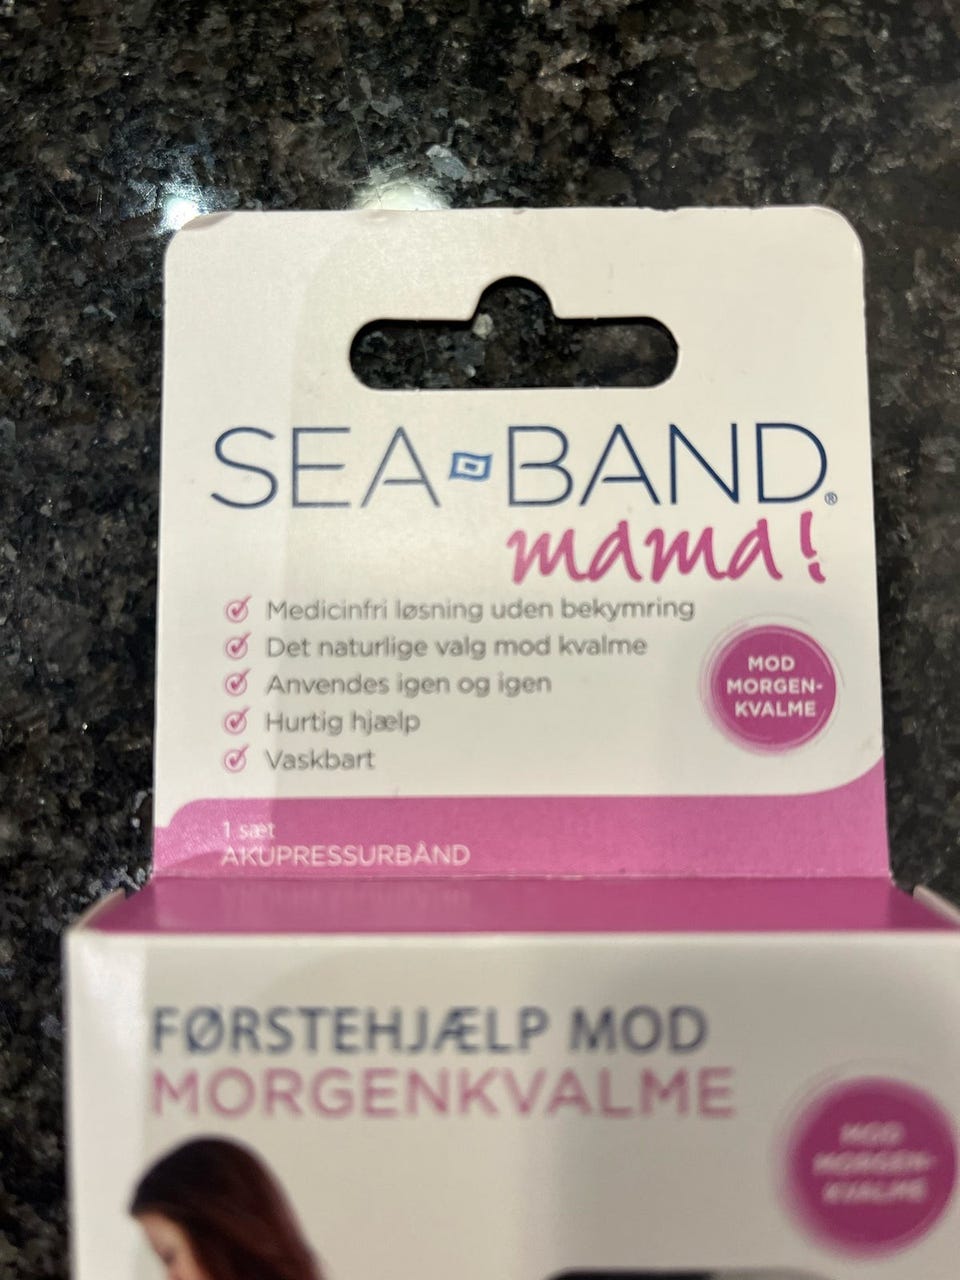 SEA-BAND®
mama!
Medicinfri løsning uden bekymring
Det naturlige valg mod kvalme
Anvendes igen og igen
Hurtig hjælp
Vaskbart
MOD
MORGEN-
KVALME
1 sæt
AKUPRESSURBÅND
FØRSTEHJÆLP MOD
MORGENKVALME
MOD
MORGEN-
KVALME